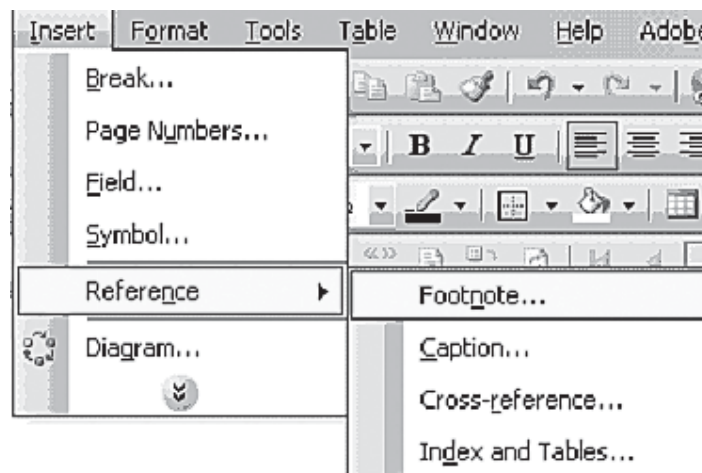 Insert Format Tools Table Window Help Adobe
Break...
Page Numbers...
B I U
Field...
Symbol...
Reference
Footnote...
Diagram...
Caption...
Cross-reference...
Index and Tables...